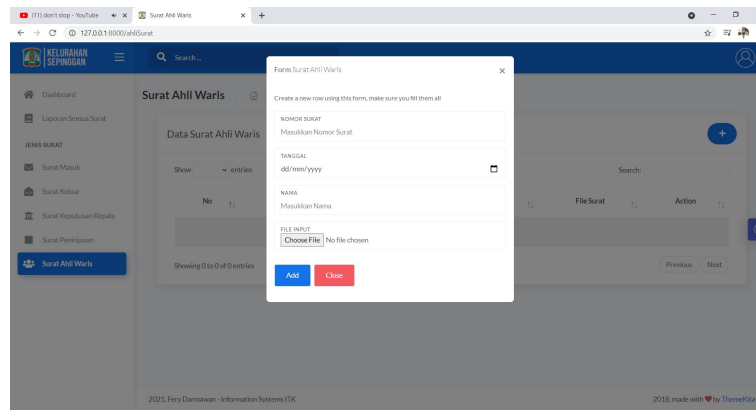 (11) don't stop - YouTube
Surat Ahli Waris
127.0.0.1:8000/ahliSurat
KELURAHAN
SEPINGGAN
Search ...
Dashboard
Laporan Semua Surat
JENIS SURAT
Surat Masuk
Surat Keluar
Surat Keputusan Kepala
Surat Peninjauan
Surat Ahli Waris
Surat Ahli Waris
Data Surat Ahli Waris
+
Show entries
Search:
No
File Surat
Action
Showing 0 to 0 of 0 entries
Previous
Next
Form Surat Ahli Waris
×
Create a new row using this form, make sure you fill them all
NOMOR SURAT
Masukkan Nomor Surat
TANGGAL
dd/mm/yyyy
NAMA
Masukkan Nama
FILE INPUT
Choose File No file chosen
Add
Close
2021, Fery Darmawan - Information Systems ITK
2018, made with ❤ by ThemeKita